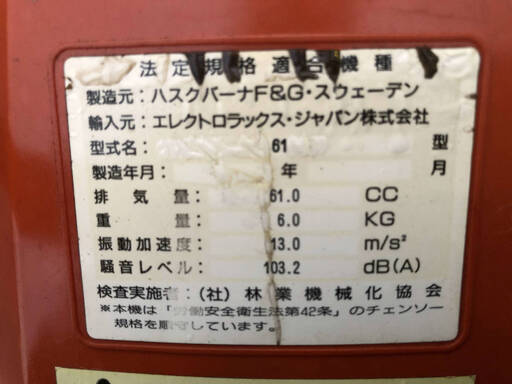 法定規格適合機種
製造元：ハスクバーナF&G・スウェーデン
輸入元：エレクトロラックス・ジャパン株式会社
型式名： 61 型
製造年月： 年 月
排気量： 61.0 CC
重量： 6.0 KG
振動加速度： 13.0 m/s²
騒音レベル： 103.2 dB(A)
検査実施者：（社）林業機械化協会
※本機は「労働安全衛生法第42条」のチェンソー
規格を順守しています。